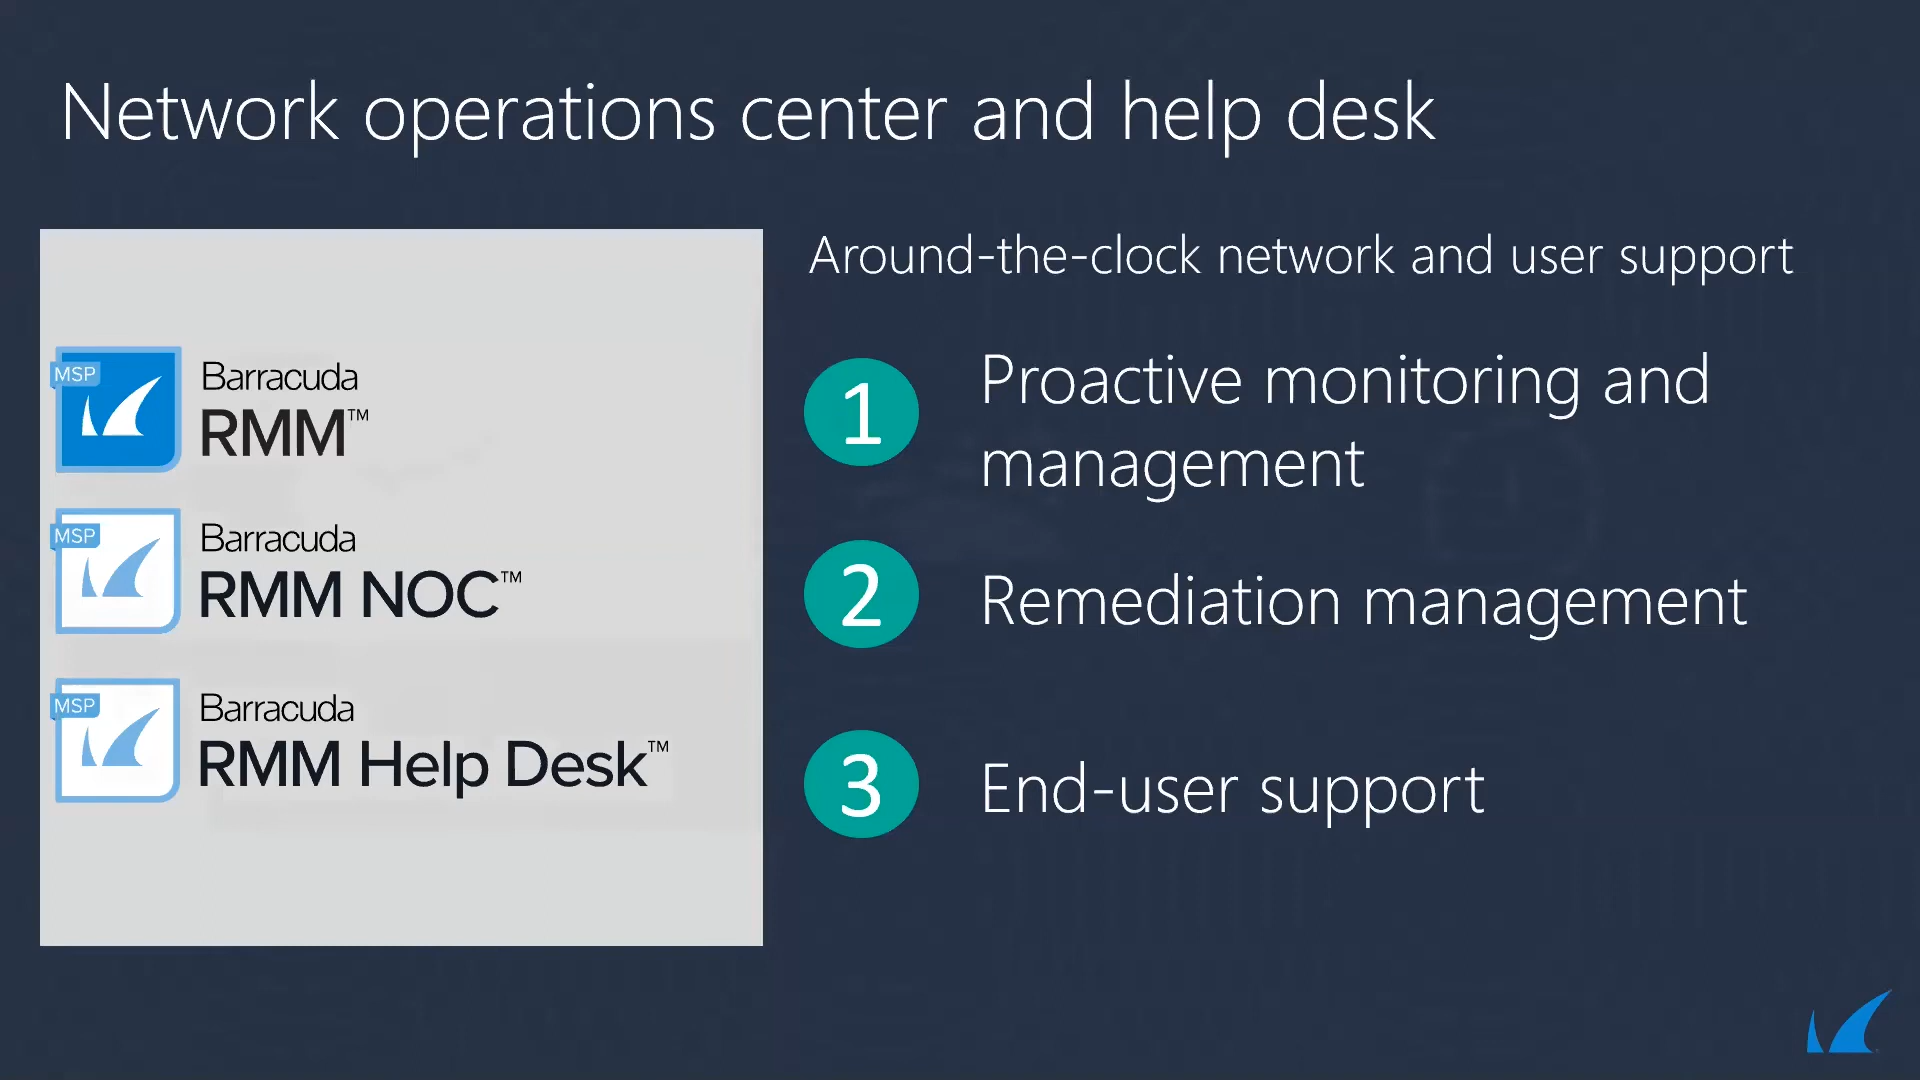 Network operations center and help desk
MSP
Barracuda
RMM™
MSP
Barracuda
RMM NOC™
MSP
Barracuda
RMM Help Desk™
Around-the-clock network and user support
1
Proactive monitoring and
management
2
Remediation management
3
End-user support